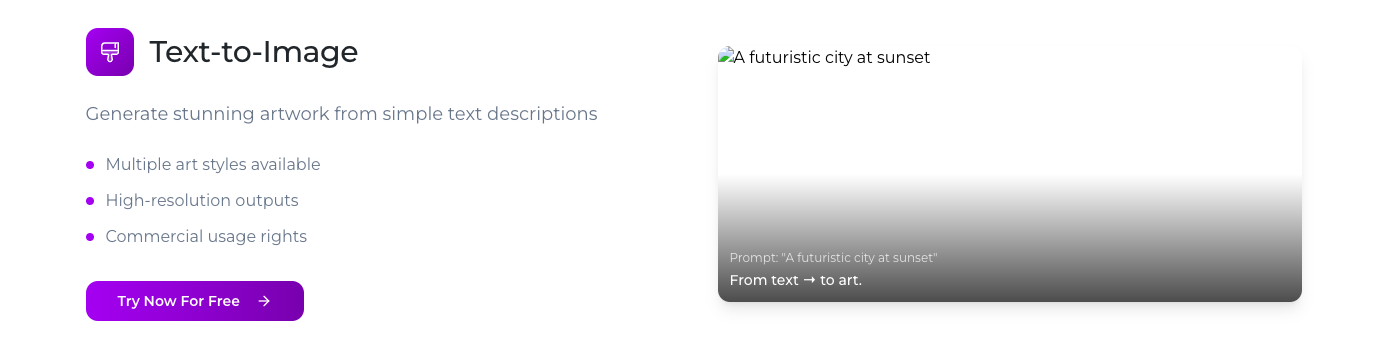 Text-to-Image
Generate stunning artwork from simple text descriptions
Multiple art styles available
High-resolution outputs
Commercial usage rights
Try Now For Free →
A futuristic city at sunset
Prompt: "A futuristic city at sunset"
From text → to art.